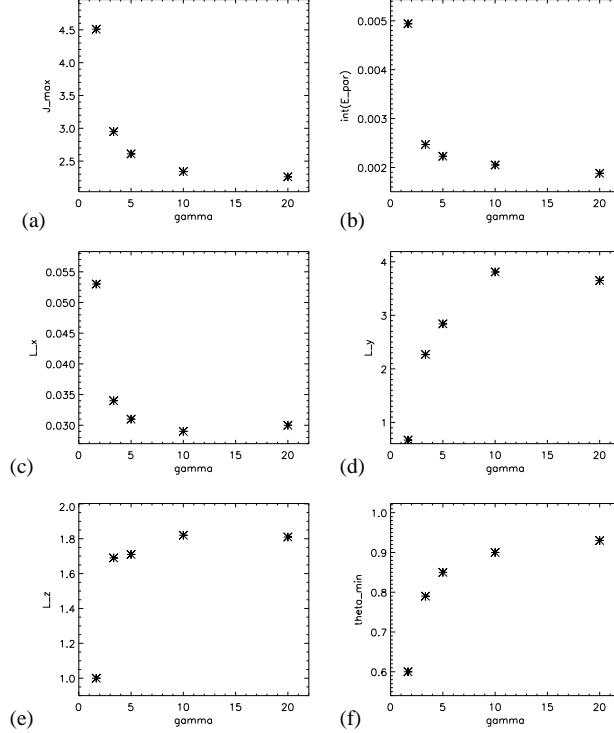 4.5
4.0
3.5
3.0
2.5
J_max
0 5 10 15 20
gamma
(a)
0.005
0.004
0.003
0.002
int(E_par)
0 5 10 15 20
gamma
(b)
0.055
0.050
0.045
0.040
0.035
0.030
L_x
0 5 10 15 20
gamma
(c)
4
3
2
1
L_y
0 5 10 15 20
gamma
(d)
2.0
1.8
1.6
1.4
1.2
1.0
L_z
0 5 10 15 20
gamma
(e)
1.0
0.9
0.8
0.7
0.6
theta_min
0 5 10 15 20
gamma
(f)